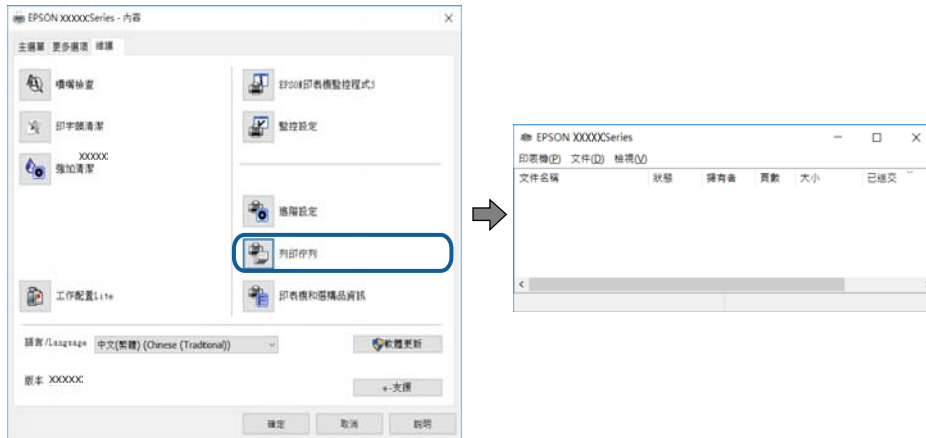 EPSON XXXXX:Series - 內容
主選單 更多選項 維護
噴嘴檢查
印字頭清潔
XXXXX:
強加清潔
工作配置Lite
EPSON印表機監控程式3
監控設定
進階設定
列印佇列
印表機和選購品資訊
語言/Language 中文(繁體) (Chinese (Traditional))
軟體更新
版本 XXXXX:
e-支援
確定 取消 說明
EPSON XXXXX:Series
印表機(P) 文件(D) 檢視(V)
文件名稱 狀態 擁有者 頁數 大小 已送交